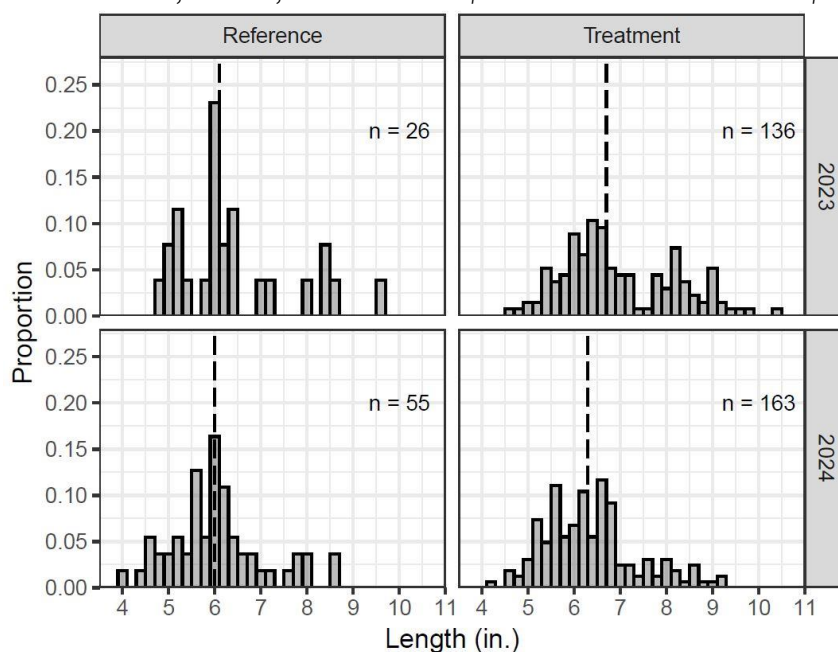 Reference
Treatment
0.25
0.20
0.15
0.10
0.05
0.00
n = 26
n = 136
2023
Proportion
0.25
0.20
0.15
0.10
0.05
0.00
n = 55
n = 163
2024
4 5 6 7 8 9 10 11
4 5 6 7 8 9 10 11
Length (in.)